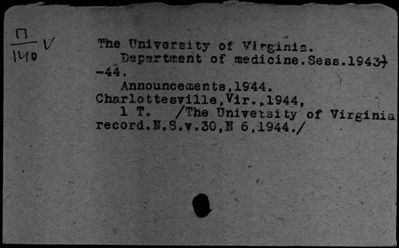 П
1140 V
The University of Virginia.
Department of medicine.Sess.1943
-44.
Announcements,1944.
Charlottesville,Vir.,1944,
1 T. /The Univetsity of Virginia
record.N.S.v.30,N 6,1944./